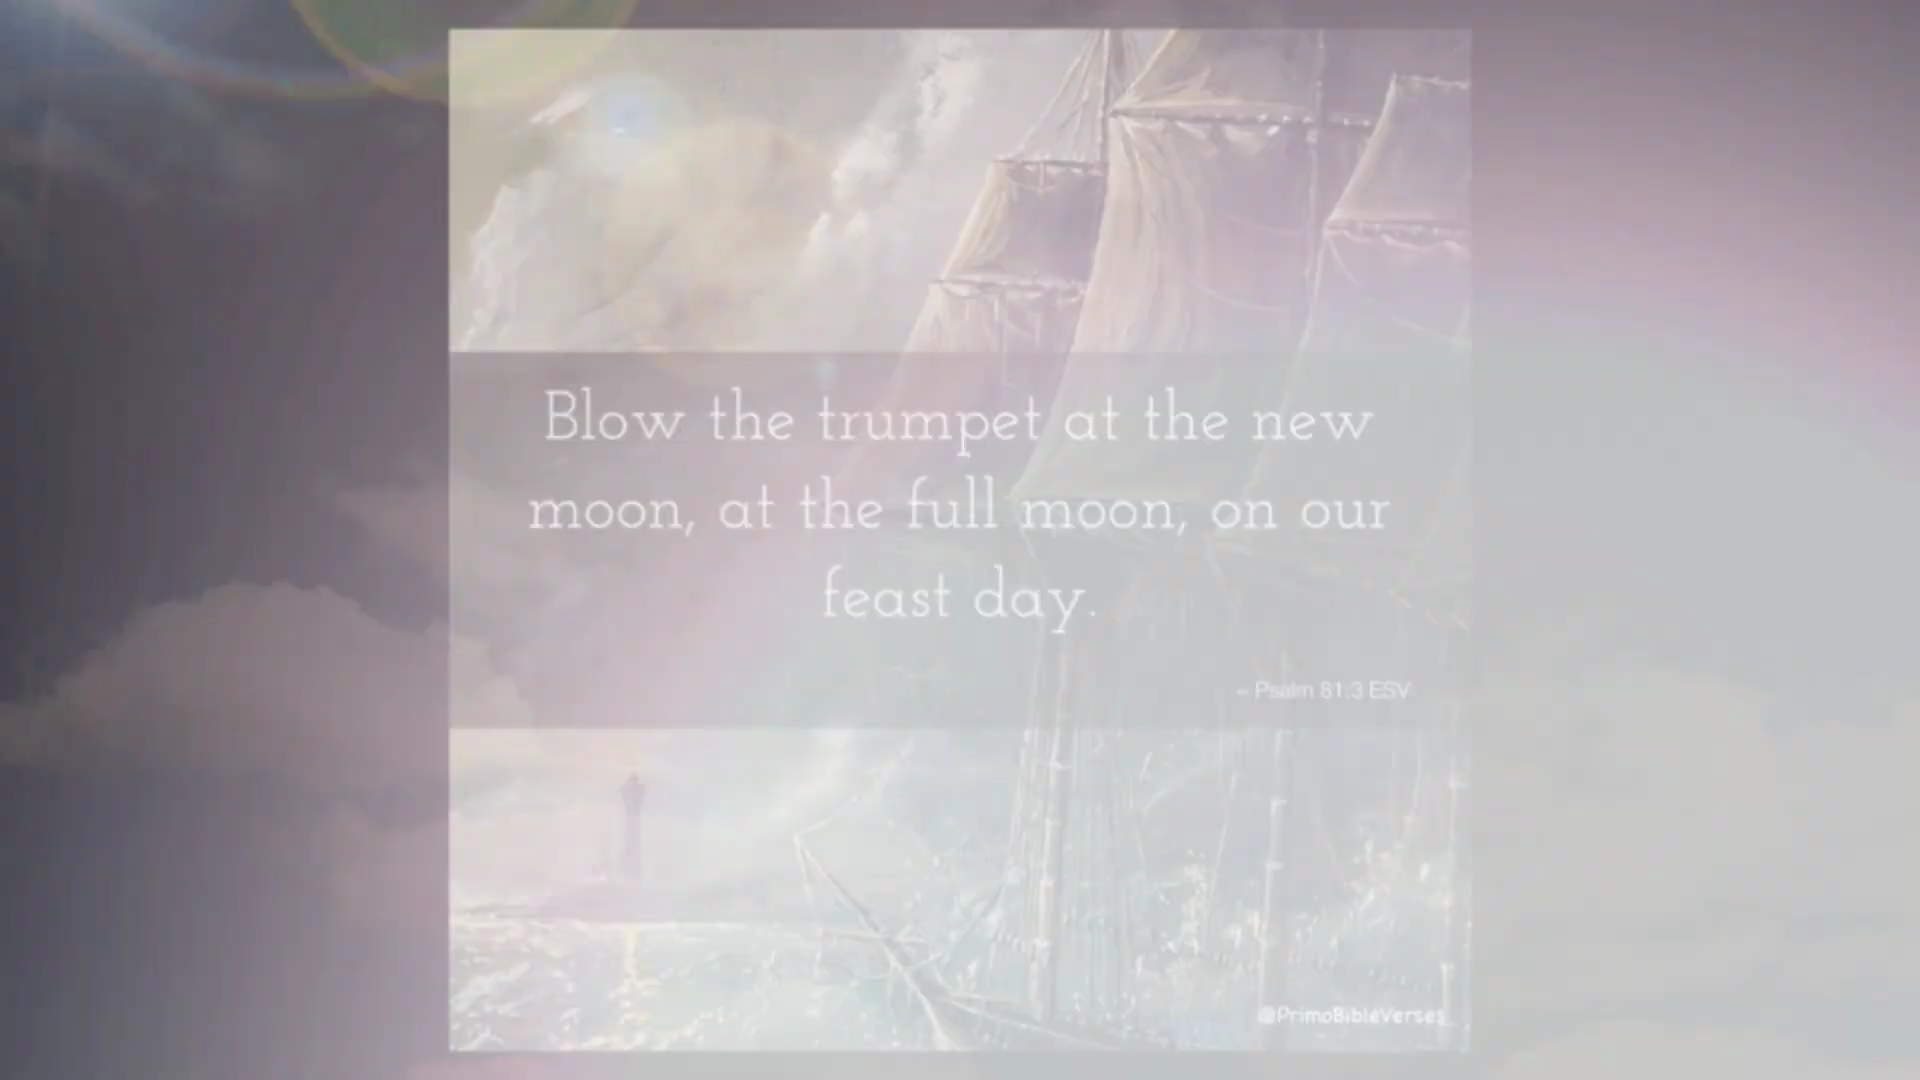 Blow the trumpet at the new
moon, at the full moon, on our
feast day.
– Psalm 81:3 ESV
@PrimoBibleVerses